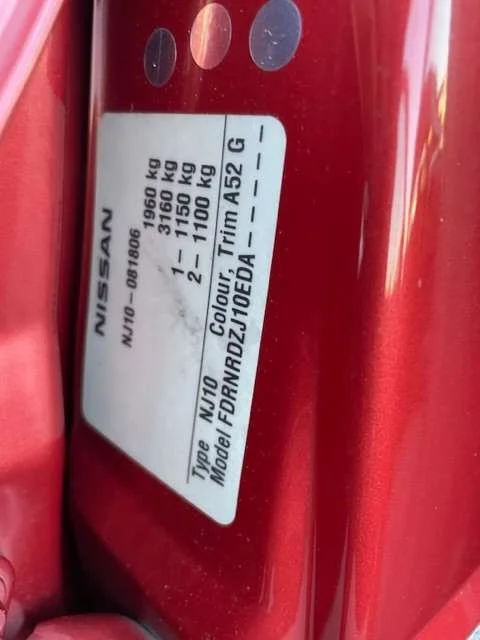 NISSAN
NJ10-081806
1960 kg
3160 kg
1- 1150 kg
2- 1100 kg
Type NJ10 Colour, Trim A52 G
Model FDRNRDZJ10EDA-----